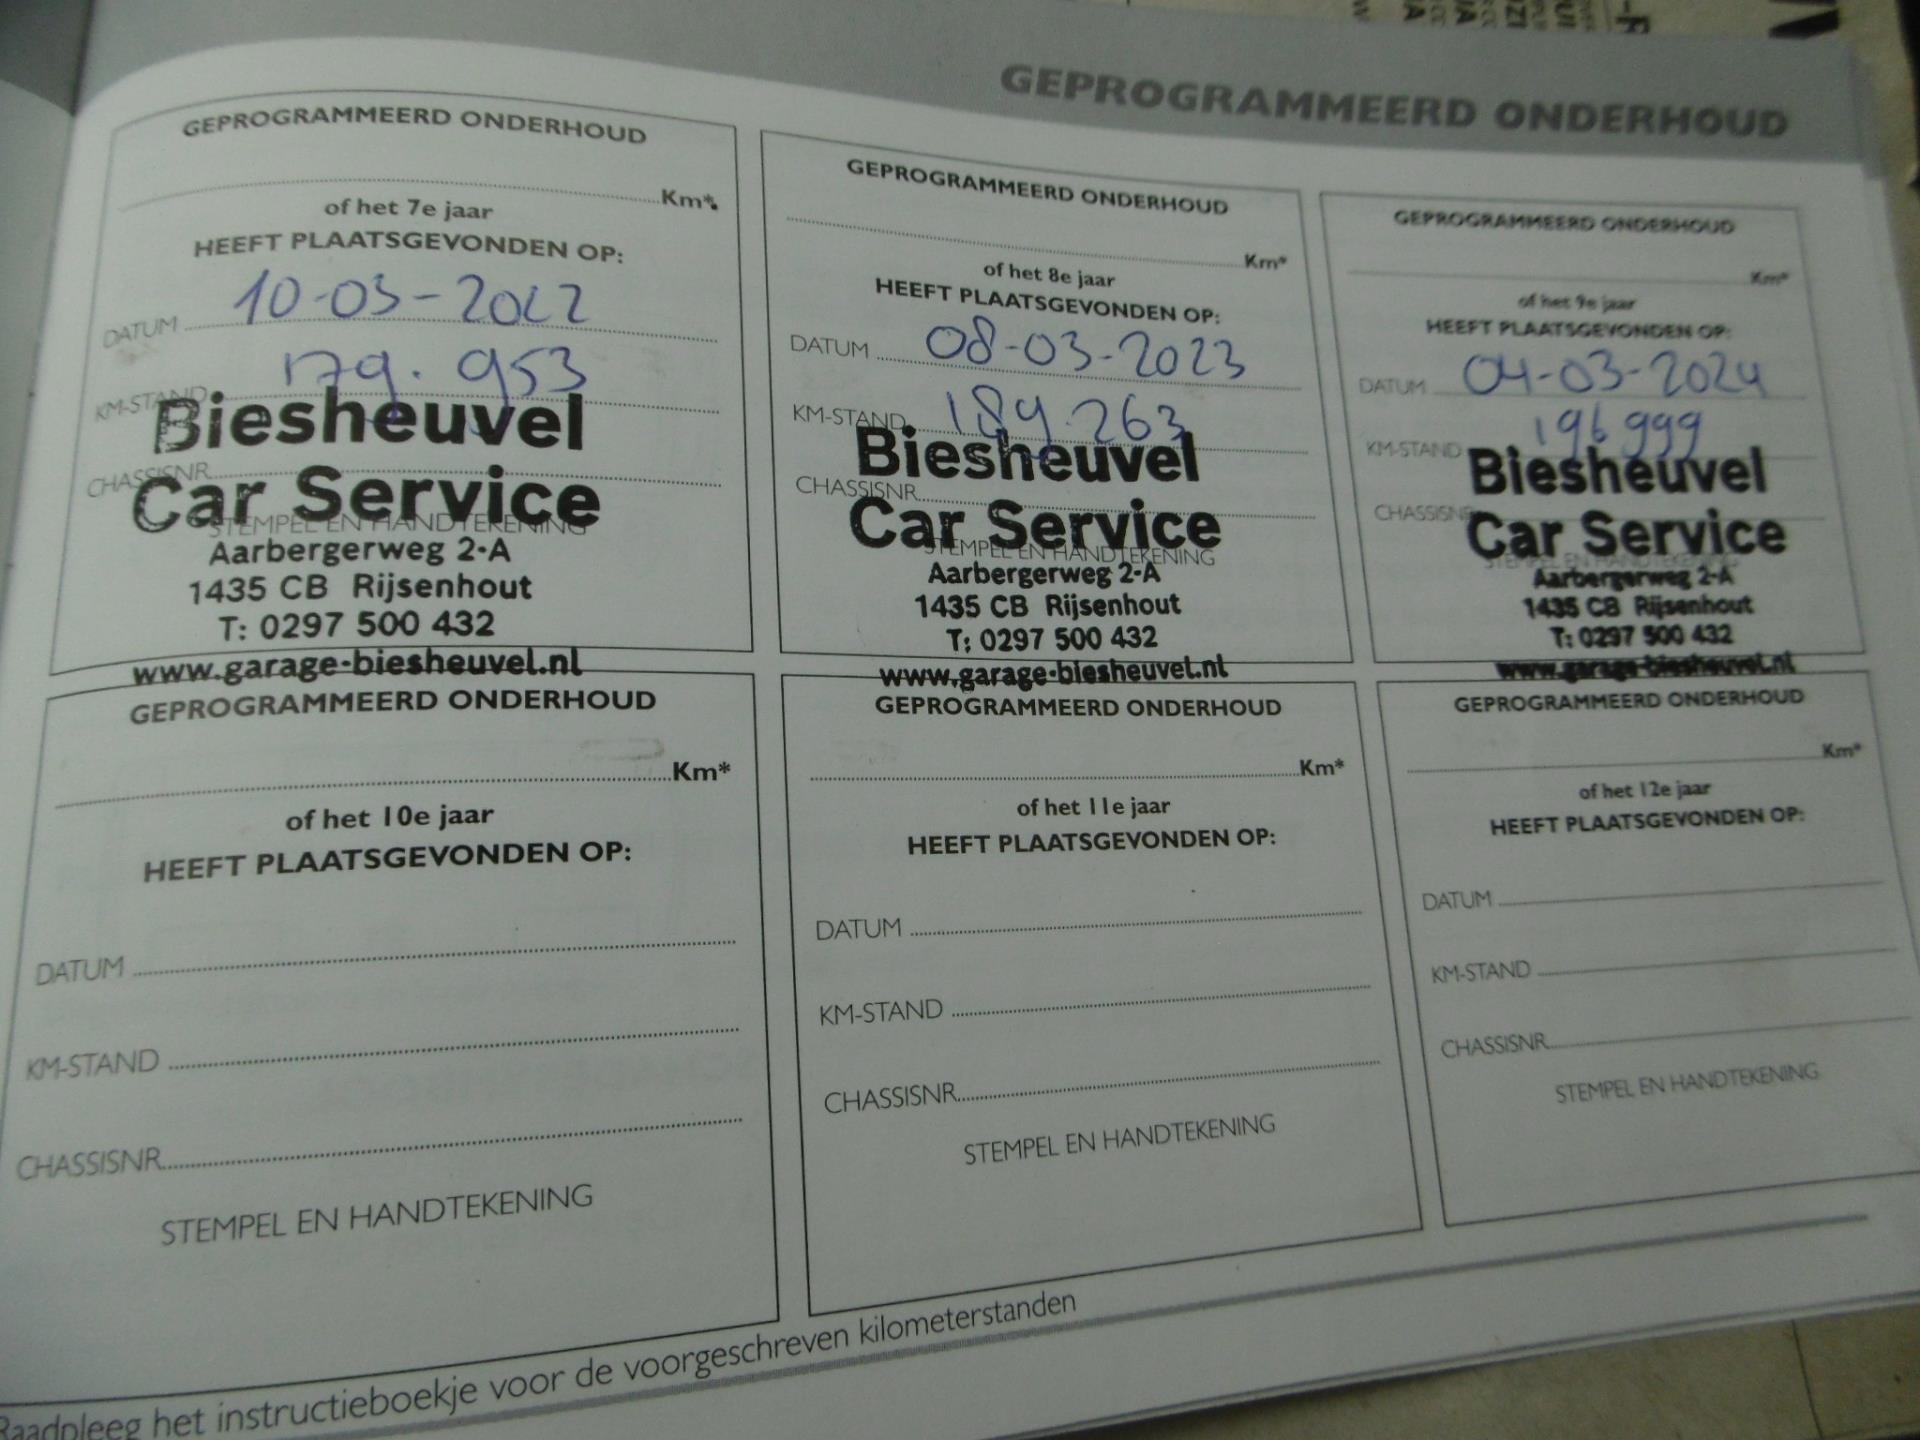 GEPROGRAMMEERD ONDERHOUD
GEPROGRAMMEERD ONDERHOUD
Km*
of het 7e jaar
HEEFT PLAATSGEVONDEN OP:
DATUM 10-03-2022
KM-STAND 179.953
CHASSISNR
STEMPEL EN HANDTEKENING
Biesheuvel
Car Service
Aarbergerweg 2-A
1435 CB Rijsenhout
T: 0297 500 432
www.garage-biesheuvel.nl
GEPROGRAMMEERD ONDERHOUD
Km*
of het 8e jaar
HEEFT PLAATSGEVONDEN OP:
DATUM 08-03-2023
KM-STAND 189.263
CHASSISNR
STEMPEL EN HANDTEKENING
Biesheuvel
Car Service
Aarbergerweg 2-A
1435 CB Rijsenhout
T: 0297 500 432
www.garage-biesheuvel.nl
GEPROGRAMMEERD ONDERHOUD
Km*
of het 9e jaar
HEEFT PLAATSGEVONDEN OP:
DATUM 04-03-2024
KM-STAND 196999
CHASSISNR
STEMPEL EN HANDTEKENING
Biesheuvel
Car Service
Aarbergerweg 2-A
1435 CB Rijsenhout
T: 0297 500 432
www.garage-biesheuvel.nl
GEPROGRAMMEERD ONDERHOUD
Km*
of het 10e jaar
HEEFT PLAATSGEVONDEN OP:
DATUM
KM-STAND
CHASSISNR
STEMPEL EN HANDTEKENING
GEPROGRAMMEERD ONDERHOUD
Km*
of het 11e jaar
HEEFT PLAATSGEVONDEN OP:
DATUM
KM-STAND
CHASSISNR
STEMPEL EN HANDTEKENING
GEPROGRAMMEERD ONDERHOUD
Km*
of het 12e jaar
HEEFT PLAATSGEVONDEN OP:
DATUM
KM-STAND
CHASSISNR
STEMPEL EN HANDTEKENING
Raadpleeg het instructieboekje voor de voorgeschreven kilometerstanden